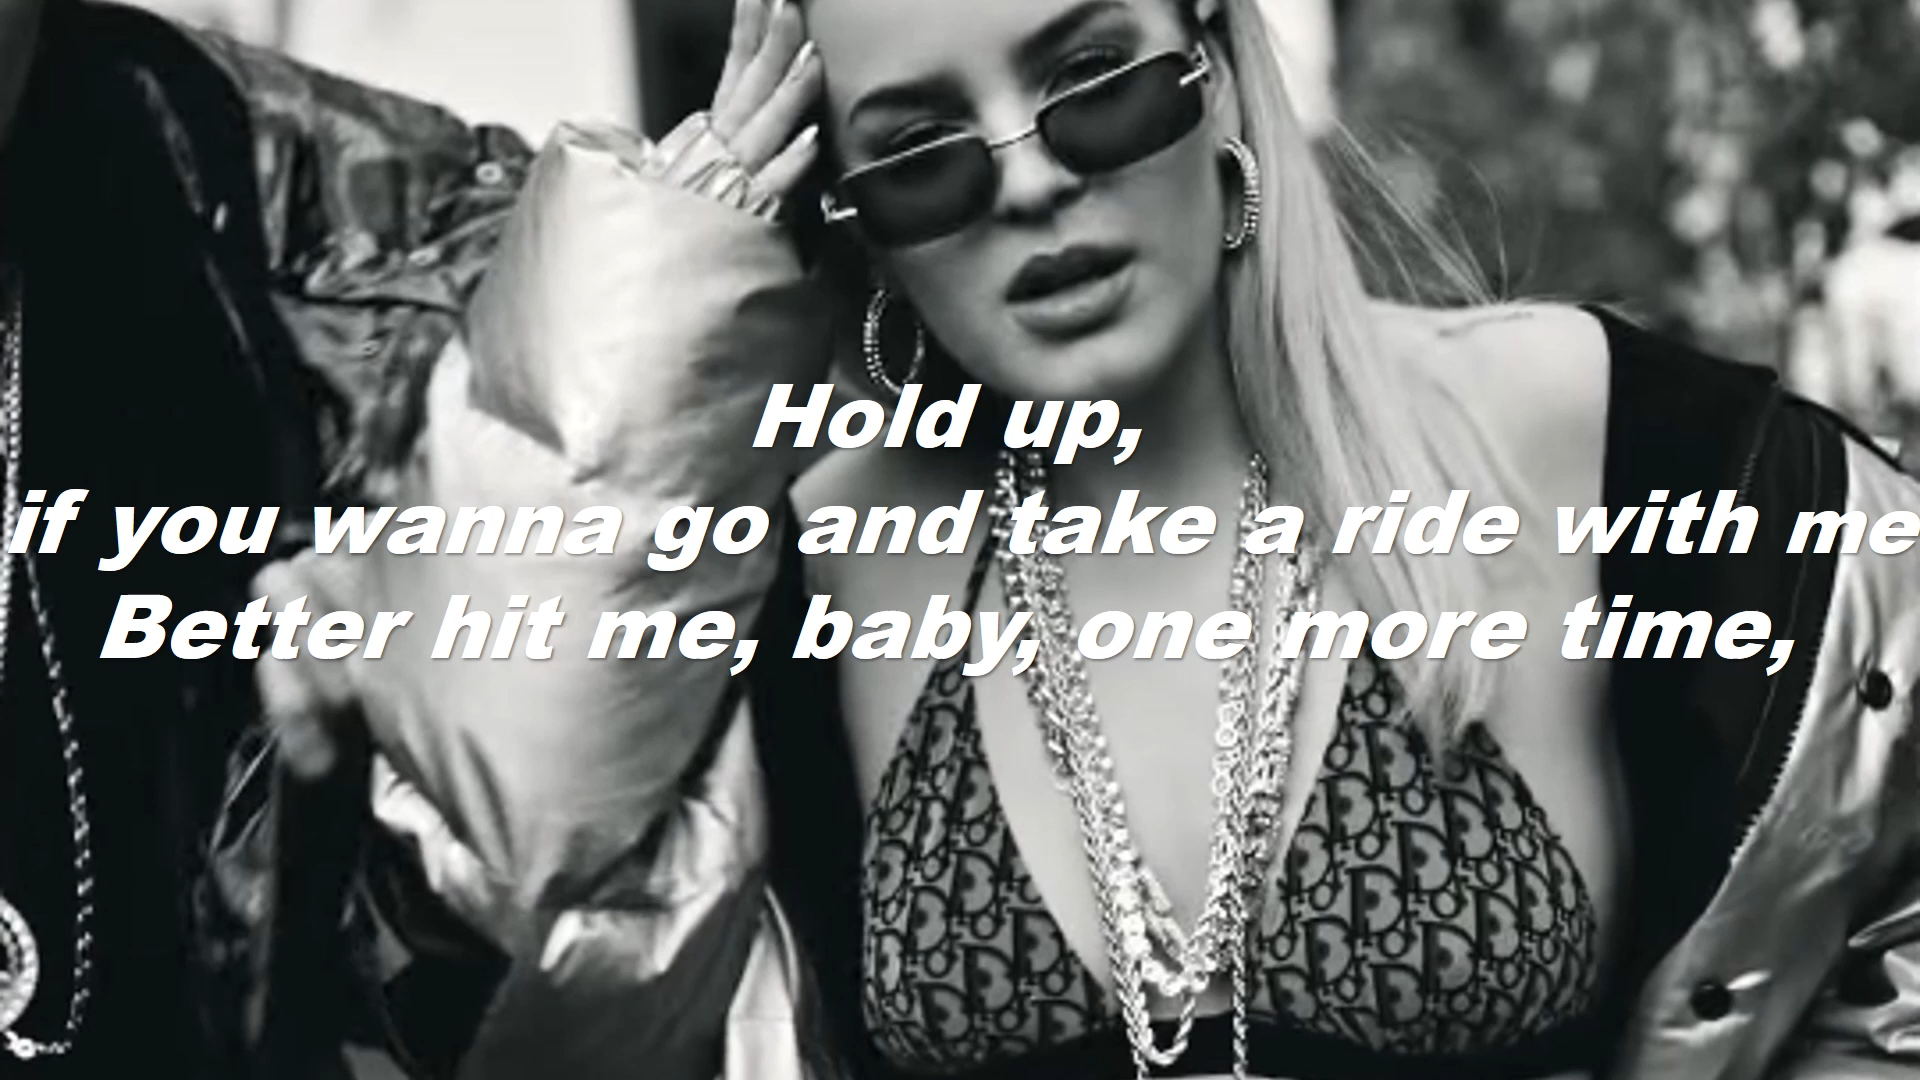 Hold up,
if you wanna go and take a ride with me
Better hit me, baby, one more time,